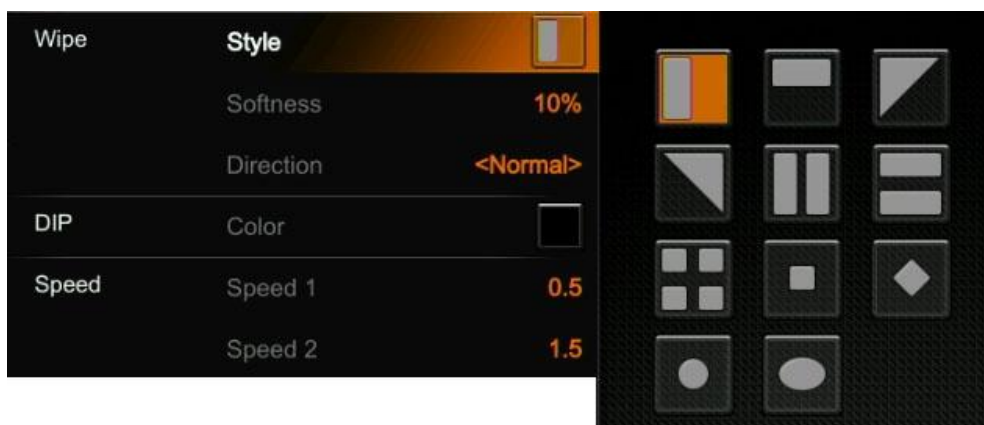 Wipe Style
Softness 10%
Direction <Normal>
DIP Color
Speed Speed 1 0.5
Speed 2 1.5